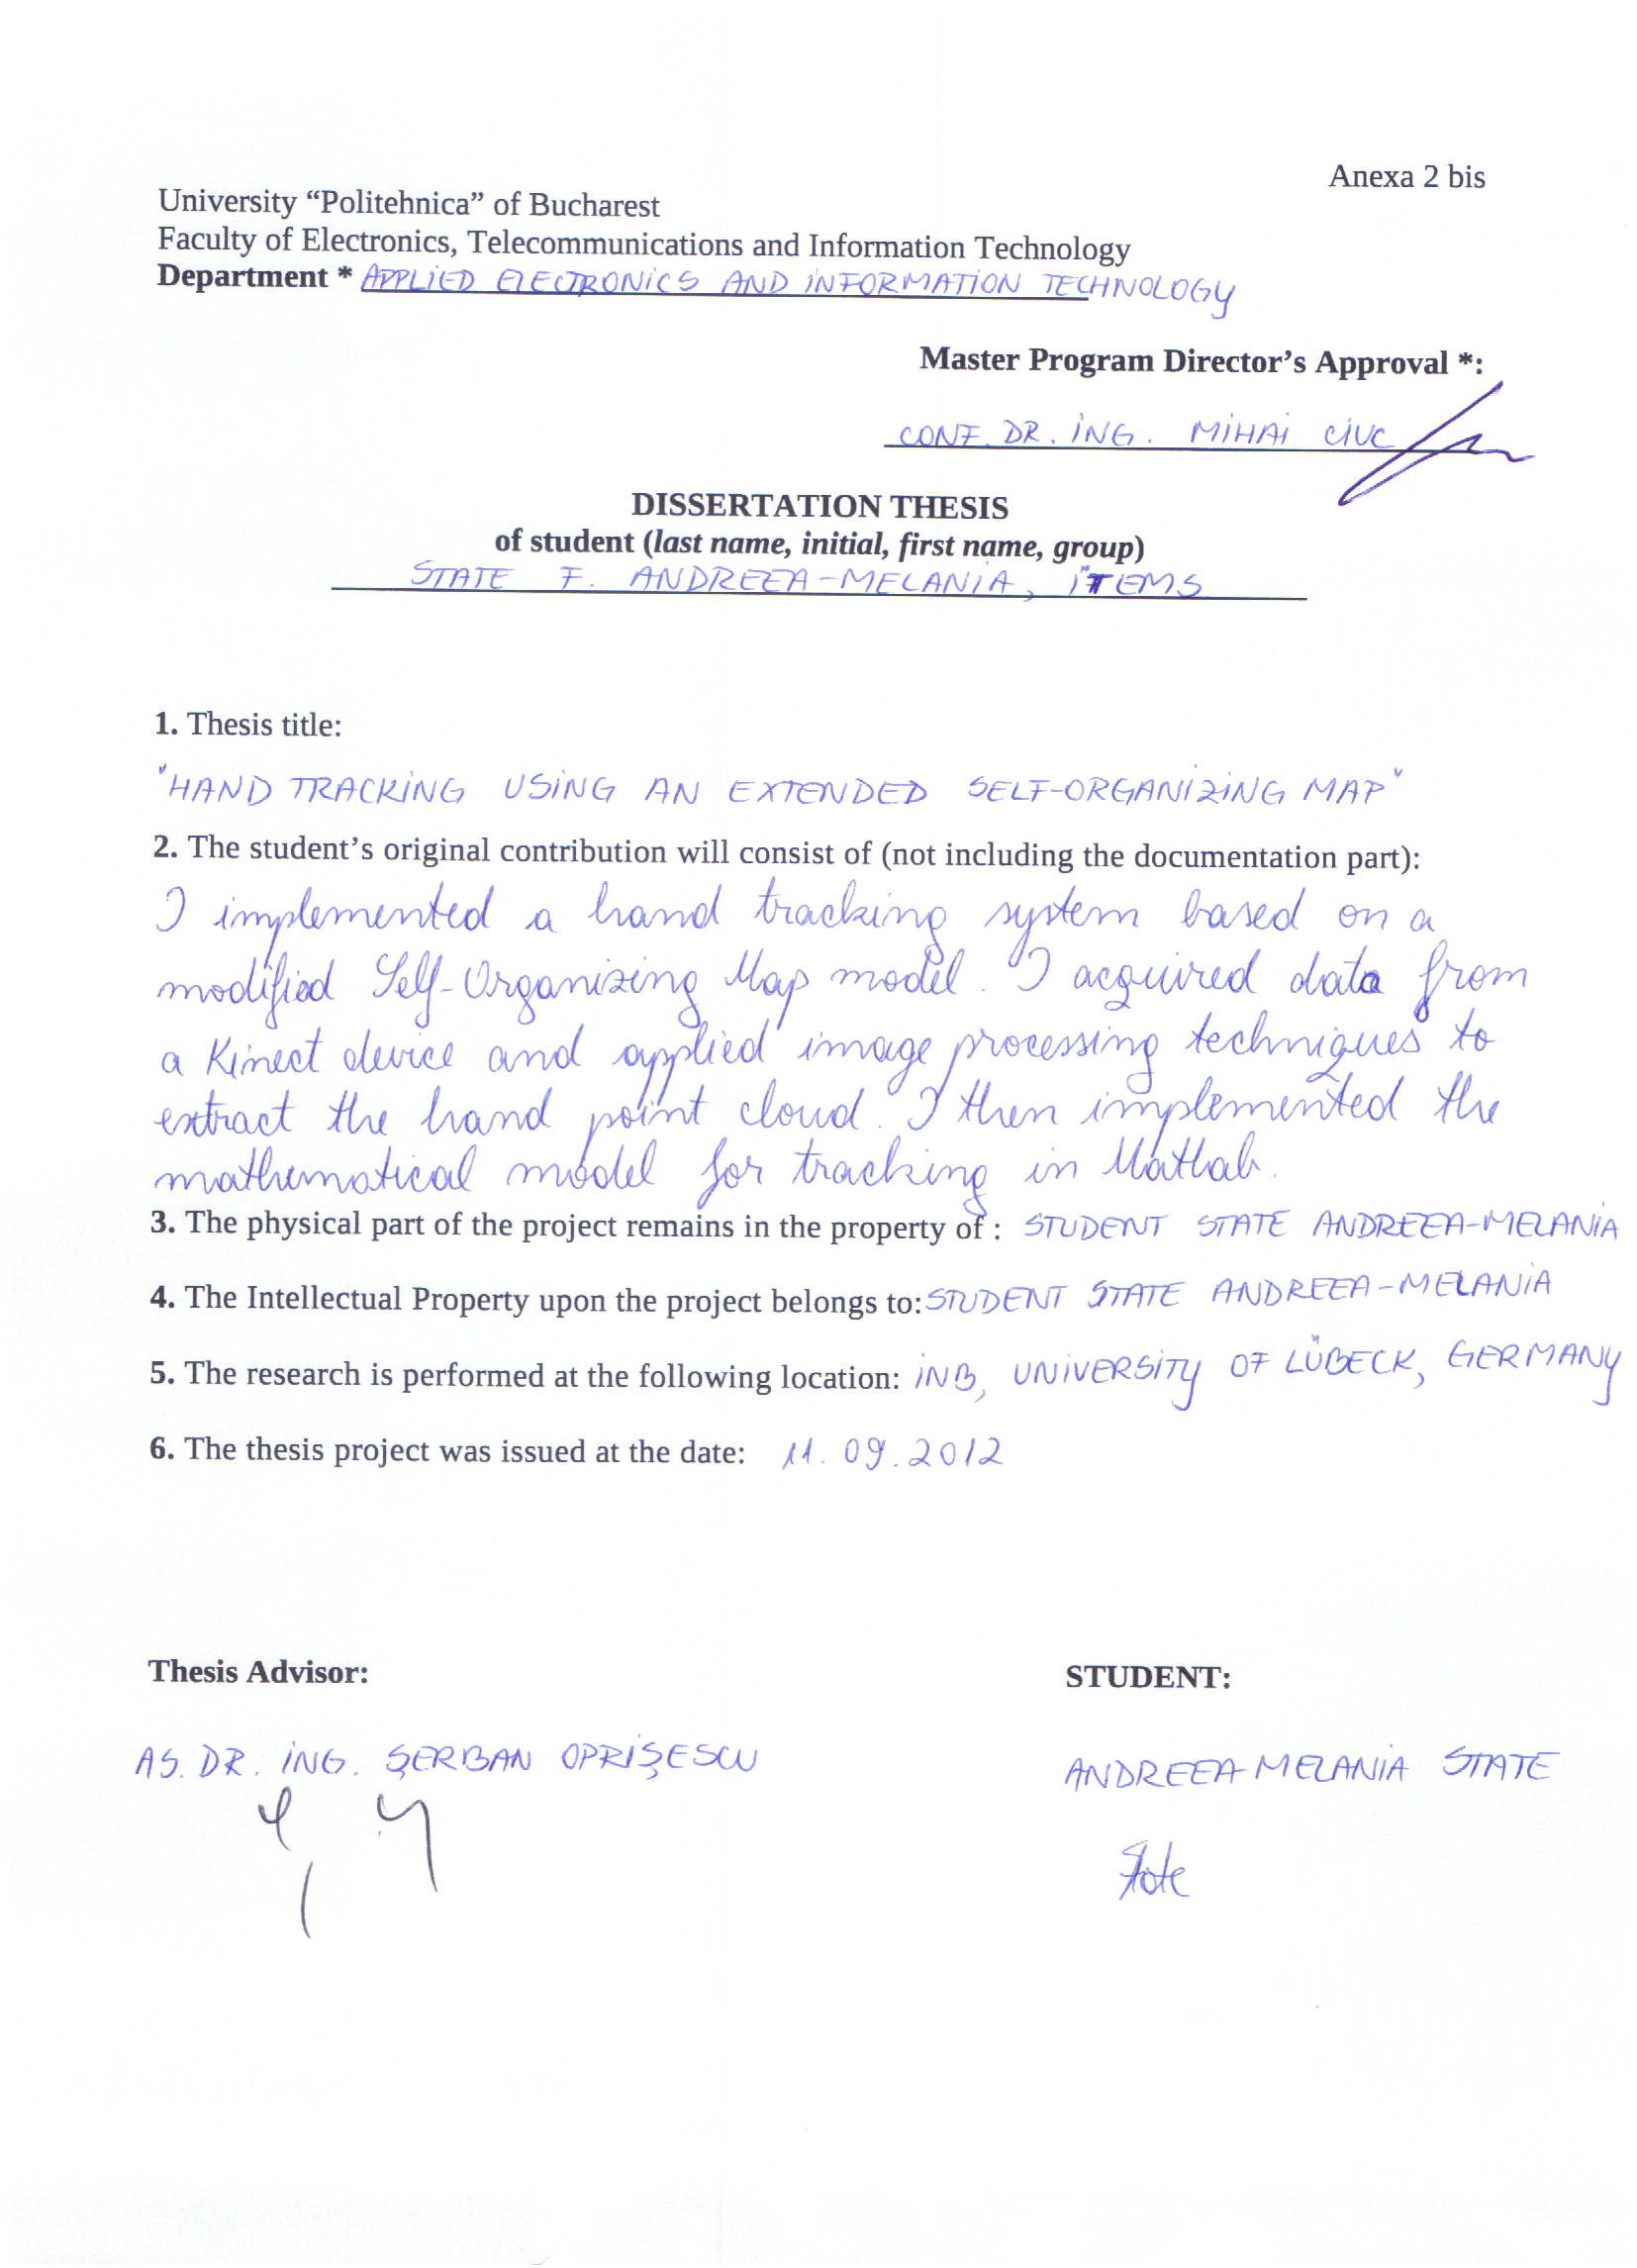 Anexa 2 bis
University “Politehnica” of Bucharest
Faculty of Electronics, Telecommunications and Information Technology
Department * APPLIED ELECTRONICS AND INFORMATION TECHNOLOGY
Master Program Director’s Approval *:
CONF. DR. ING. MIHAI CIUC
DISSERTATION THESIS
of student (last name, initial, first name, group)
STATE F. ANDREEA-MELANIA, ITEMS
1. Thesis title:
"HAND TRACKING USING AN EXTENDED SELF-ORGANIZING MAP"
2. The student’s original contribution will consist of (not including the documentation part):
I implemented a hand tracking system based on a
modified Self-Organizing Map model. I acquired data from
a Kinect device and applied image processing techniques to
extract the hand point cloud. I then implemented the
mathematical model for tracking in Matlab.
3. The physical part of the project remains in the property of : STUDENT STATE ANDREEA-MELANIA
4. The Intellectual Property upon the project belongs to: STUDENT STATE ANDREEA-MELANIA
5. The research is performed at the following location: INB, UNIVERSITY OF LÜBECK, GERMANY
6. The thesis project was issued at the date: 11.09.2012
Thesis Advisor: STUDENT:
AS. DR. ING. ŞERBAN OPRIŞESCU ANDREEA-MELANIA STATE
State